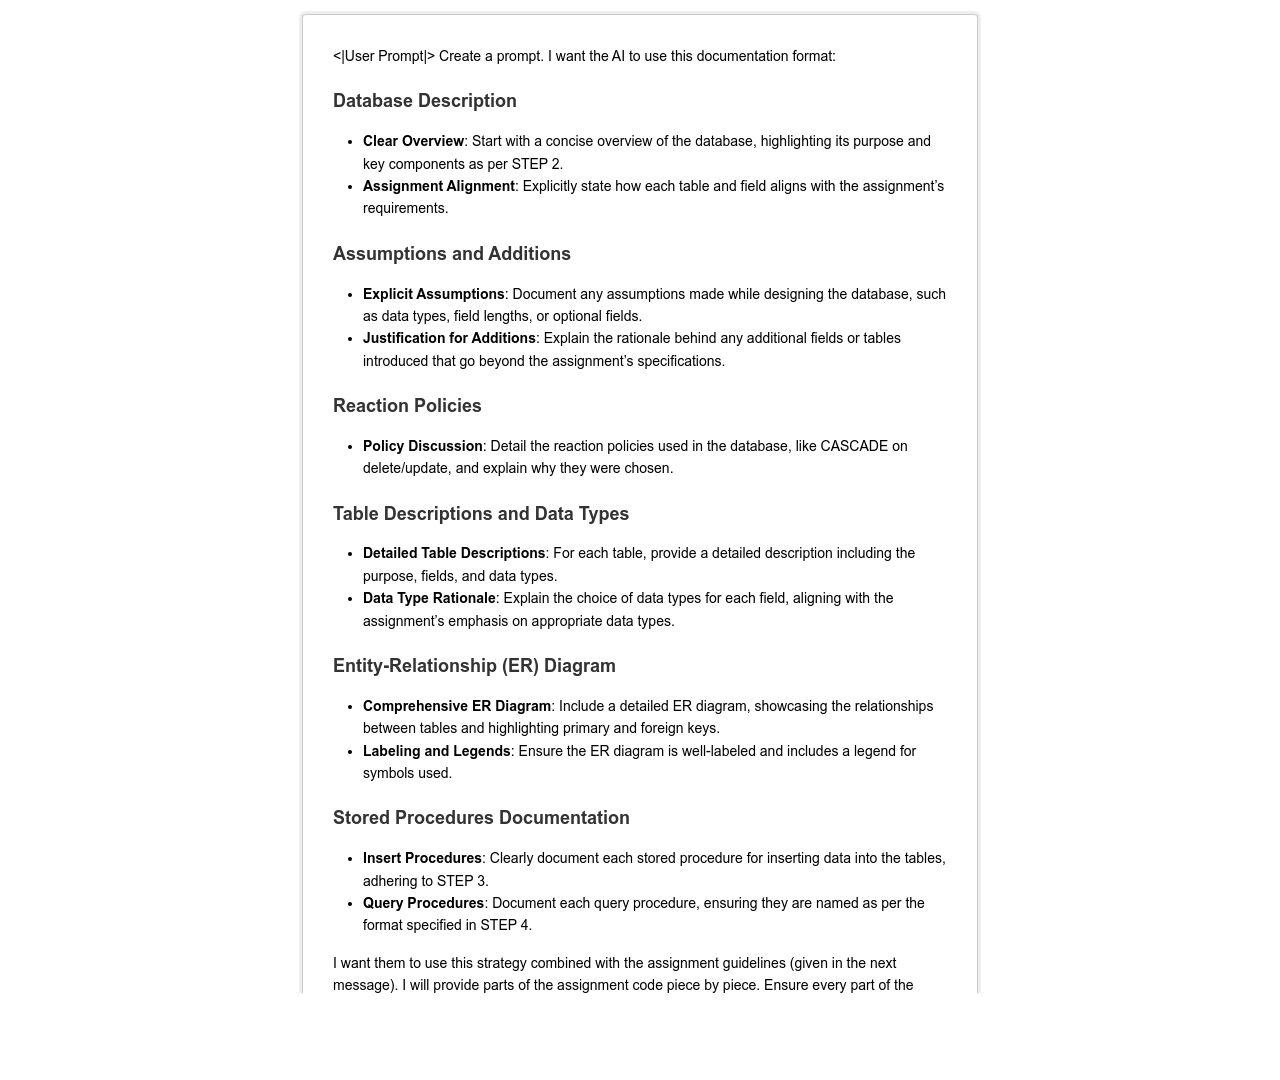 <|User Prompt|> Create a prompt. I want the AI to use this documentation format:
Database Description
• Clear Overview: Start with a concise overview of the database, highlighting its purpose and
key components as per STEP 2.
• Assignment Alignment: Explicitly state how each table and field aligns with the assignment’s
requirements.
Assumptions and Additions
• Explicit Assumptions: Document any assumptions made while designing the database, such
as data types, field lengths, or optional fields.
• Justification for Additions: Explain the rationale behind any additional fields or tables
introduced that go beyond the assignment’s specifications.
Reaction Policies
• Policy Discussion: Detail the reaction policies used in the database, like CASCADE on
delete/update, and explain why they were chosen.
Table Descriptions and Data Types
• Detailed Table Descriptions: For each table, provide a detailed description including the
purpose, fields, and data types.
• Data Type Rationale: Explain the choice of data types for each field, aligning with the
assignment’s emphasis on appropriate data types.
Entity-Relationship (ER) Diagram
• Comprehensive ER Diagram: Include a detailed ER diagram, showcasing the relationships
between tables and highlighting primary and foreign keys.
• Labeling and Legends: Ensure the ER diagram is well-labeled and includes a legend for
symbols used.
Stored Procedures Documentation
• Insert Procedures: Clearly document each stored procedure for inserting data into the tables,
adhering to STEP 3.
• Query Procedures: Document each query procedure, ensuring they are named as per the
format specified in STEP 4.
I want them to use this strategy combined with the assignment guidelines (given in the next
message). I will provide parts of the assignment code piece by piece. Ensure every part of the